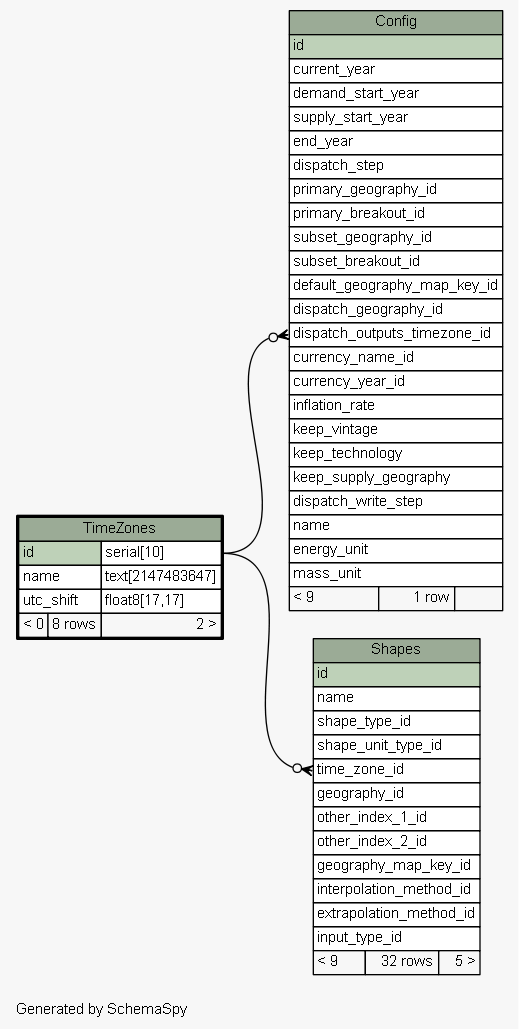 Config
id
current_year
demand_start_year
supply_start_year
end_year
dispatch_step
primary_geography_id
primary_breakout_id
subset_geography_id
subset_breakout_id
default_geography_map_key_id
dispatch_geography_id
dispatch_outputs_timezone_id
currency_name_id
currency_year_id
inflation_rate
keep_vintage
keep_technology
keep_supply_geography
dispatch_write_step
name
energy_unit
mass_unit
< 9 1 row
TimeZones
id serial[10]
name text[2147483647]
utc_shift float8[17,17]
< 0 8 rows 2 >
Shapes
id
name
shape_type_id
shape_unit_type_id
time_zone_id
geography_id
other_index_1_id
other_index_2_id
geography_map_key_id
interpolation_method_id
extrapolation_method_id
input_type_id
< 9 32 rows 5 >
Generated by SchemaSpy